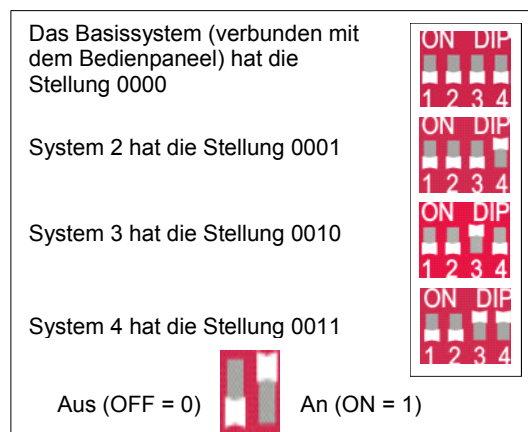 Das Basissystem (verbunden mit
dem Bedienpaneel) hat die
Stellung 0000
ON DIP
1 2 3 4
System 2 hat die Stellung 0001
ON DIP
1 2 3 4
System 3 hat die Stellung 0010
ON DIP
1 2 3 4
System 4 hat die Stellung 0011
ON DIP
1 2 3 4
Aus (OFF = 0) An (ON = 1)